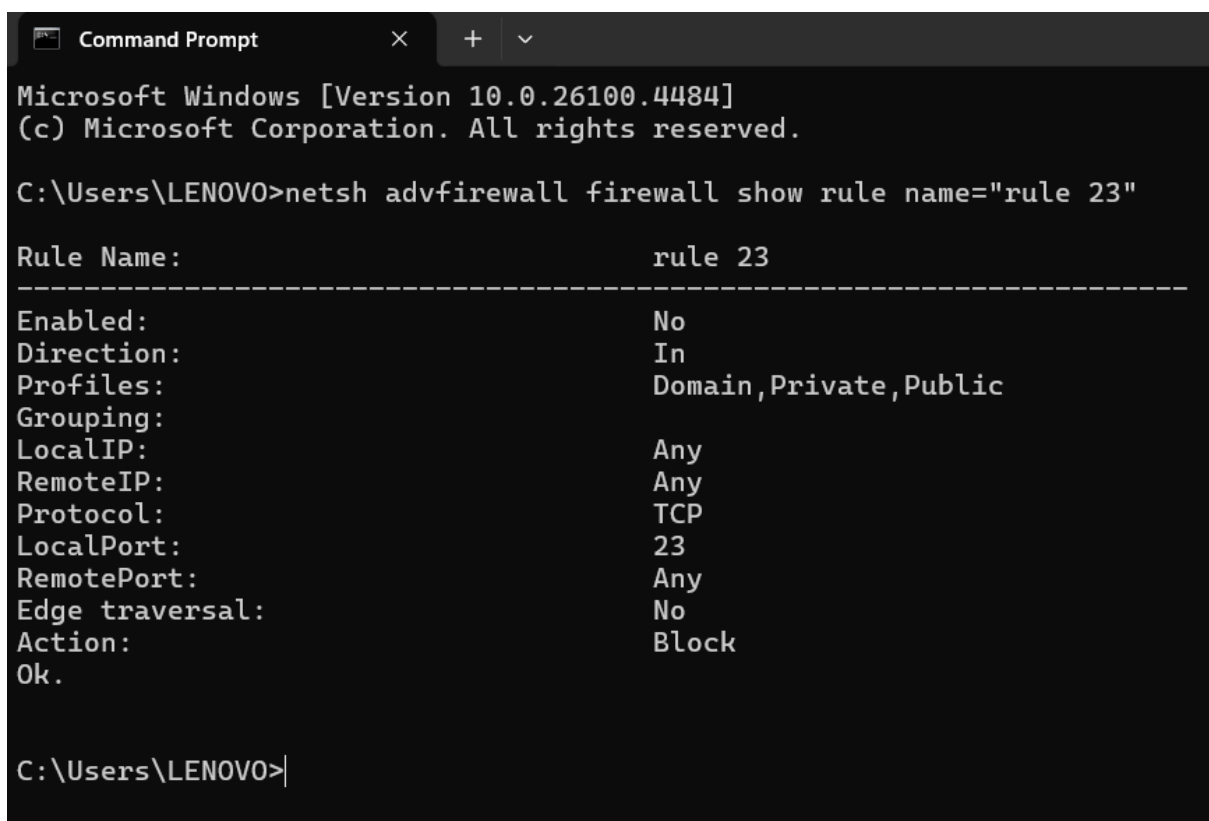 Command Prompt
Microsoft Windows [Version 10.0.26100.4484]
(c) Microsoft Corporation. All rights reserved.
C:\Users\LENOVO>netsh advfirewall firewall show rule name="rule 23"
Rule Name: rule 23
----------------------------------------------------------------------
Enabled: No
Direction: In
Profiles: Domain,Private,Public
Grouping:
LocalIP: Any
RemoteIP: Any
Protocol: TCP
LocalPort: 23
RemotePort: Any
Edge traversal: No
Action: Block
Ok.
C:\Users\LENOVO>